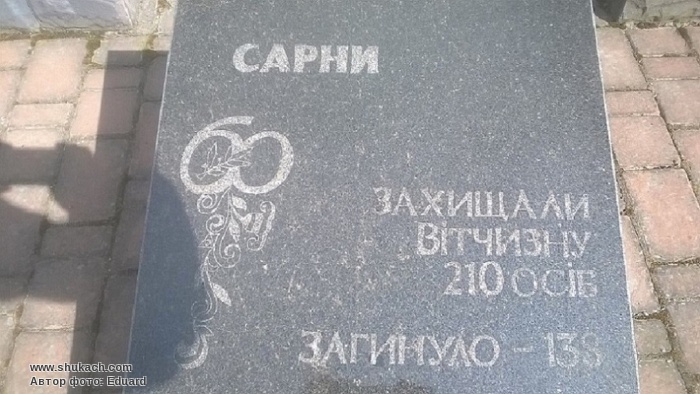 САРНИ
60
ЗАХИЩАЛИ
ВІТЧИЗНУ
210 ОСІБ
ЗАГИНУЛО – 138
www.shukach.com
Автор фото: Eduard